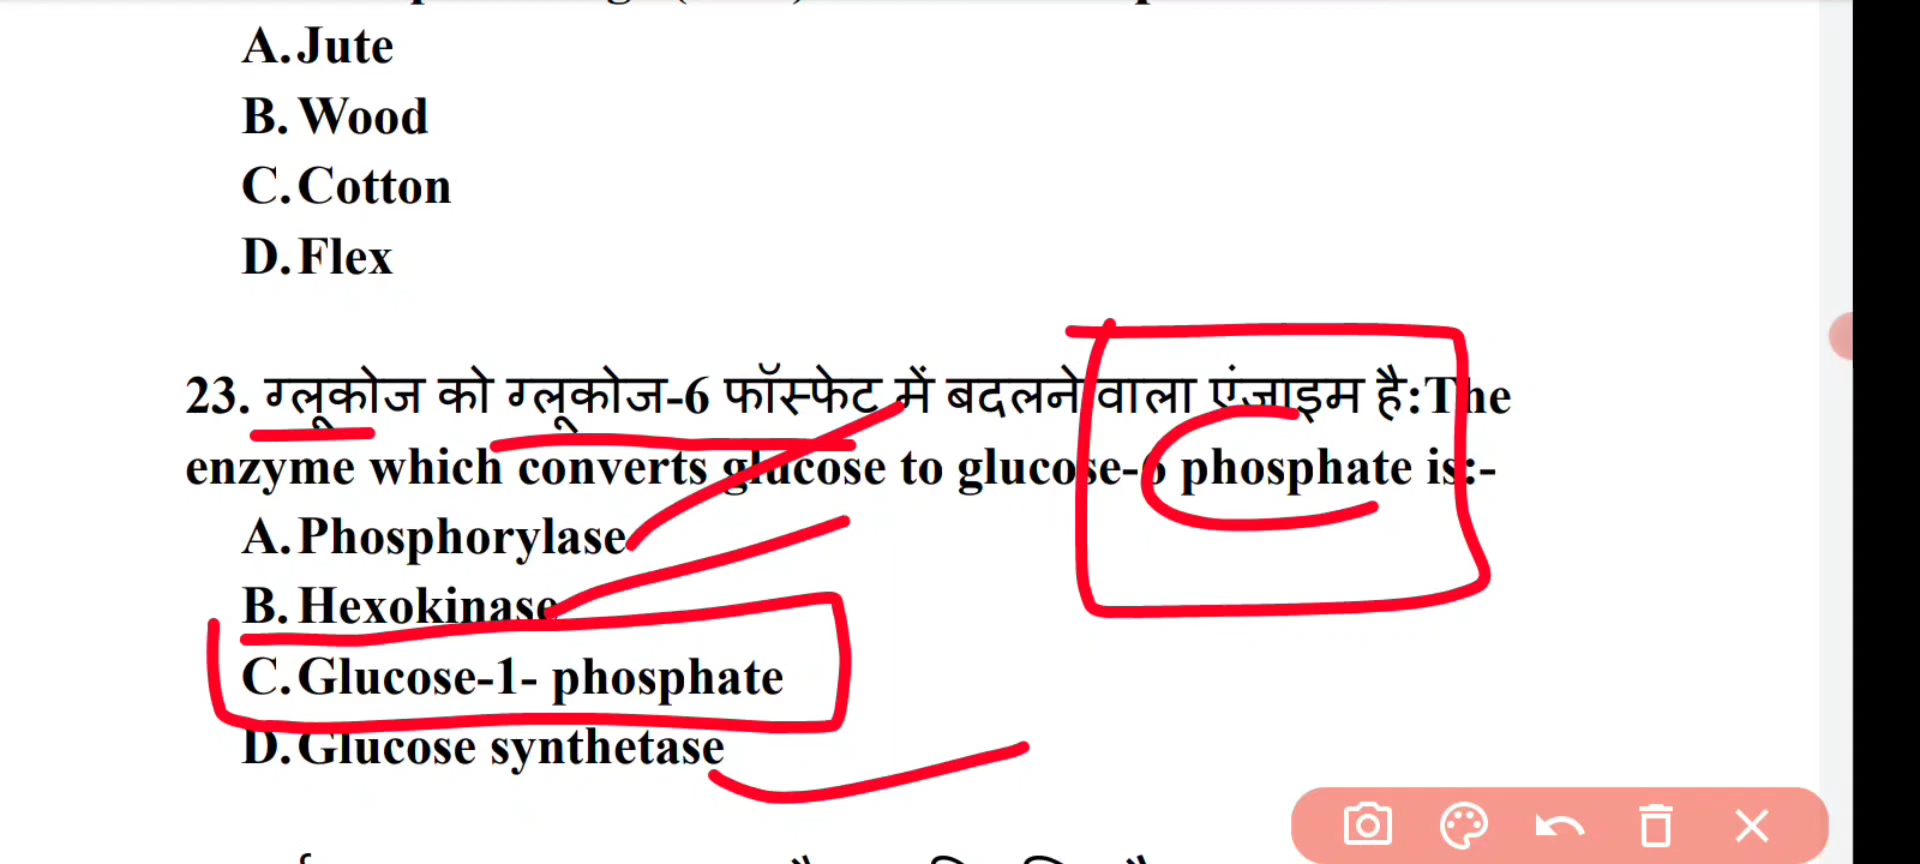 A. Jute
B. Wood
C. Cotton
D. Flex
23. ग्लूकोज को ग्लूकोज-6 फॉस्फेट में बदलने वाला एंजाइम है:The
enzyme which converts glucose to glucose-6 phosphate is:-
A. Phosphorylase
B. Hexokinase
C. Glucose-1- phosphate
D. Glucose synthetase